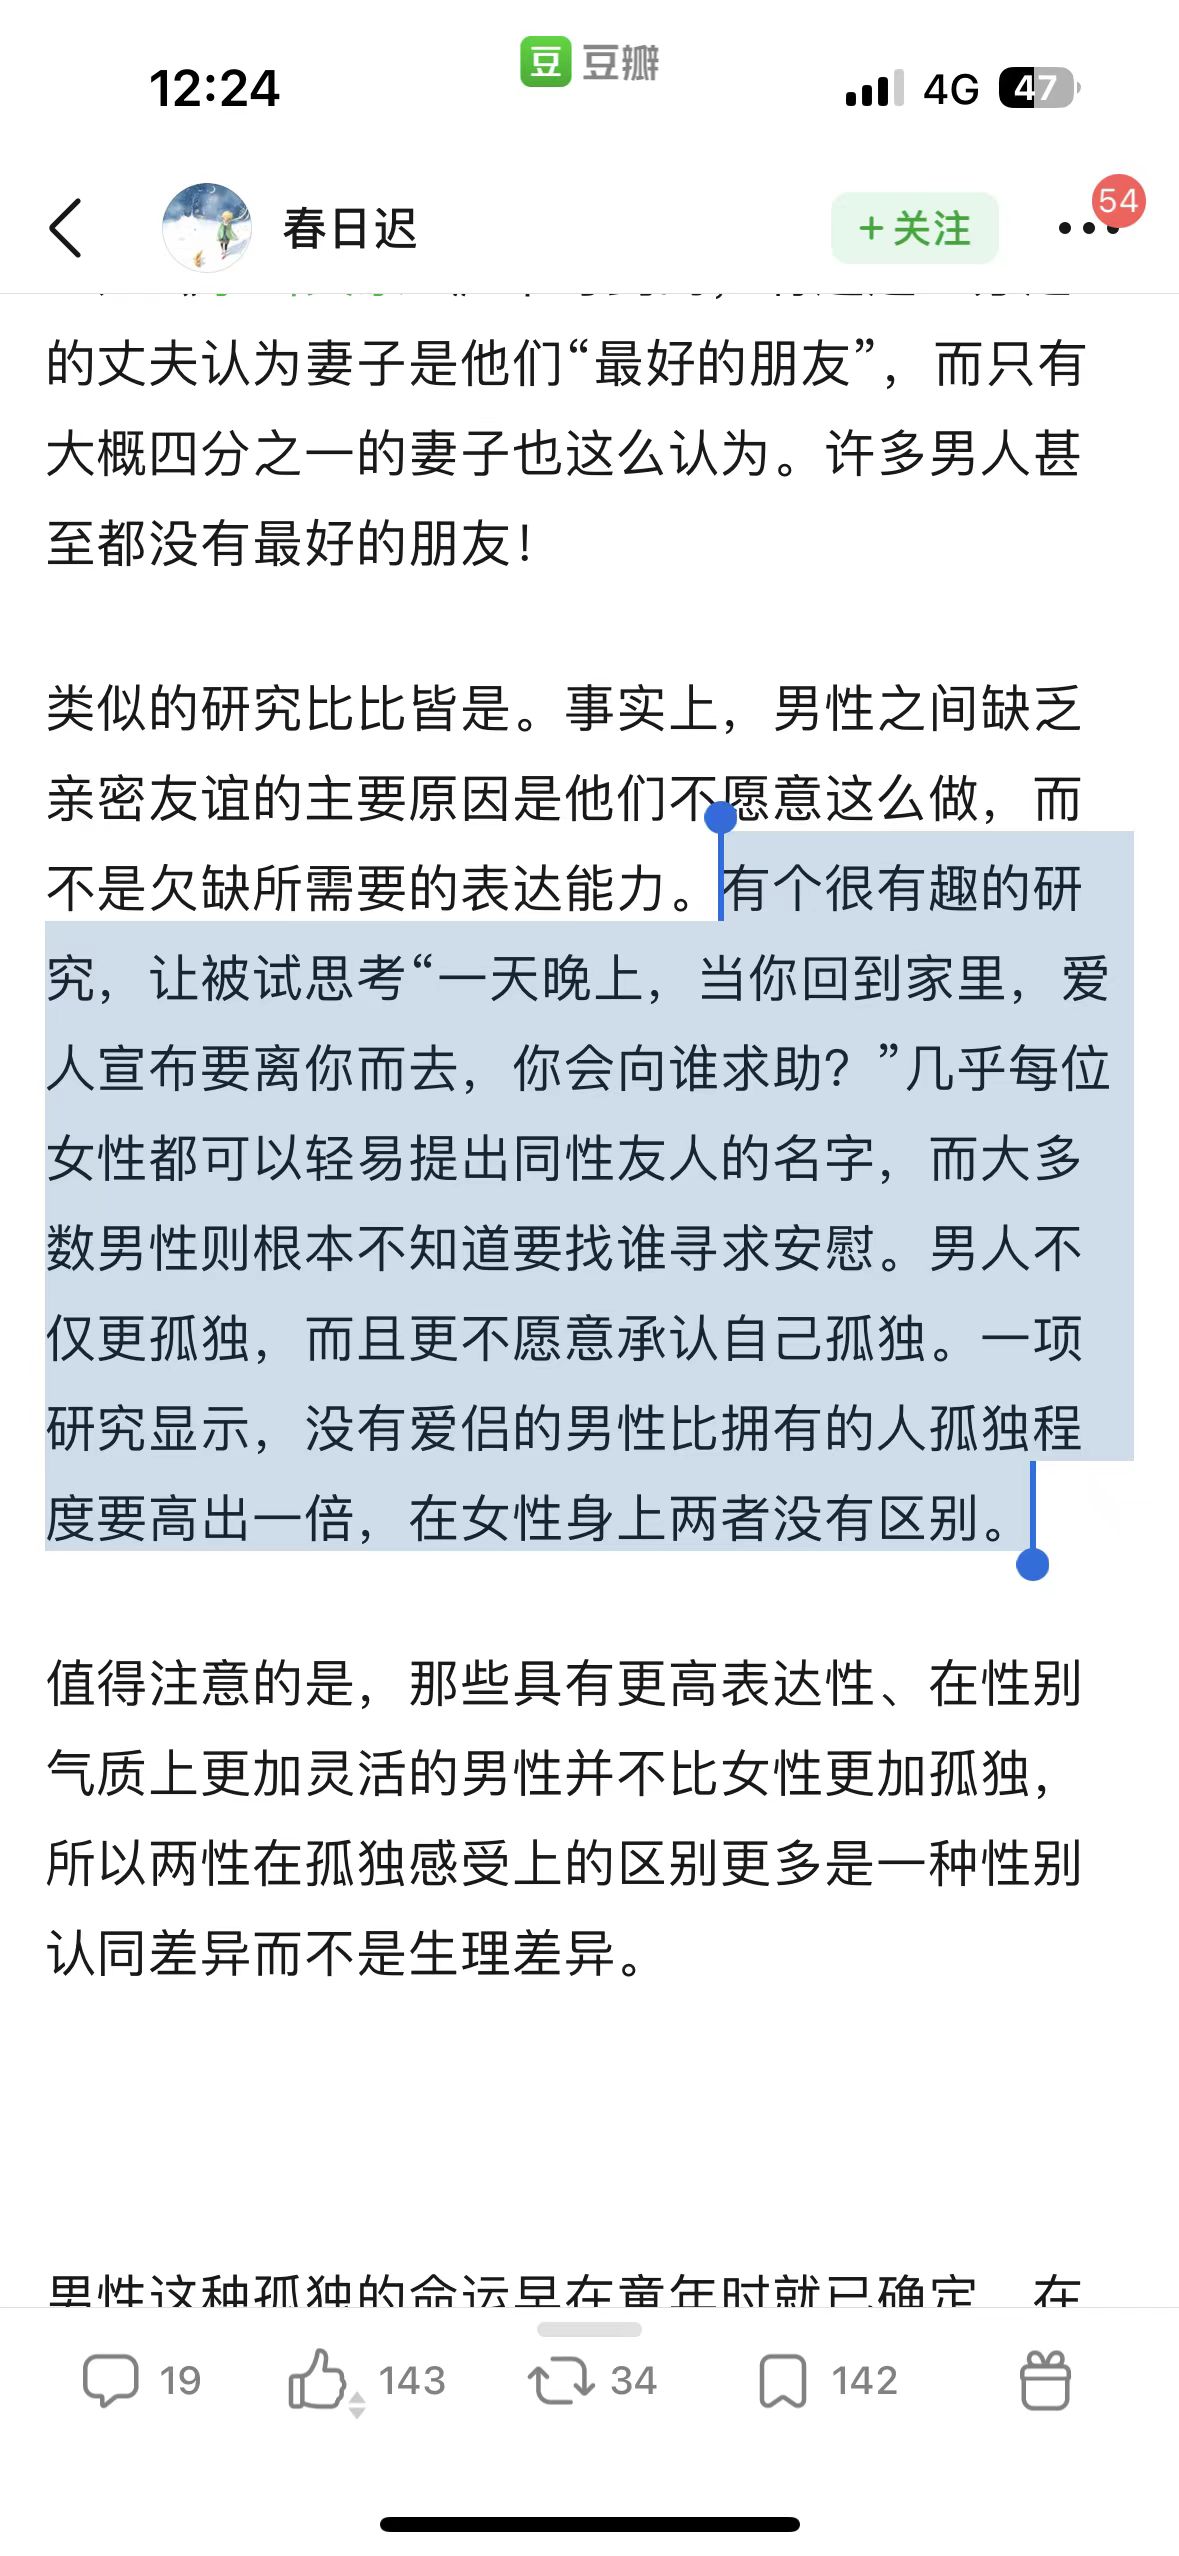 12:24
豆 豆瓣
4G 47
春日迟
+关注
54
的丈夫认为妻子是他们“最好的朋友”，而只有
大概四分之一的妻子也这么认为。许多男人甚
至都没有最好的朋友！
类似的研究比比皆是。事实上，男性之间缺乏
亲密友谊的主要原因是他们不愿意这么做，而
不是欠缺所需要的表达能力。有个很有趣的研
究，让被试思考“一天晚上，当你回到家里，爱
人宣布要离你而去，你会向谁求助？”几乎每位
女性都可以轻易提出同性友人的名字，而大多
数男性则根本不知道要找谁寻求安慰。男人不
仅更孤独，而且更不愿意承认自己孤独。一项
研究显示，没有爱侣的男性比拥有的人孤独程
度要高出一倍，在女性身上两者没有区别。
值得注意的是，那些具有更高表达性、在性别
气质上更加灵活的男性并不比女性更加孤独，
所以两性在孤独感受上的区别更多是一种性别
认同差异而不是生理差异。
男性这种孤独的命运早在童年时就已确定，在
19 143 34 142